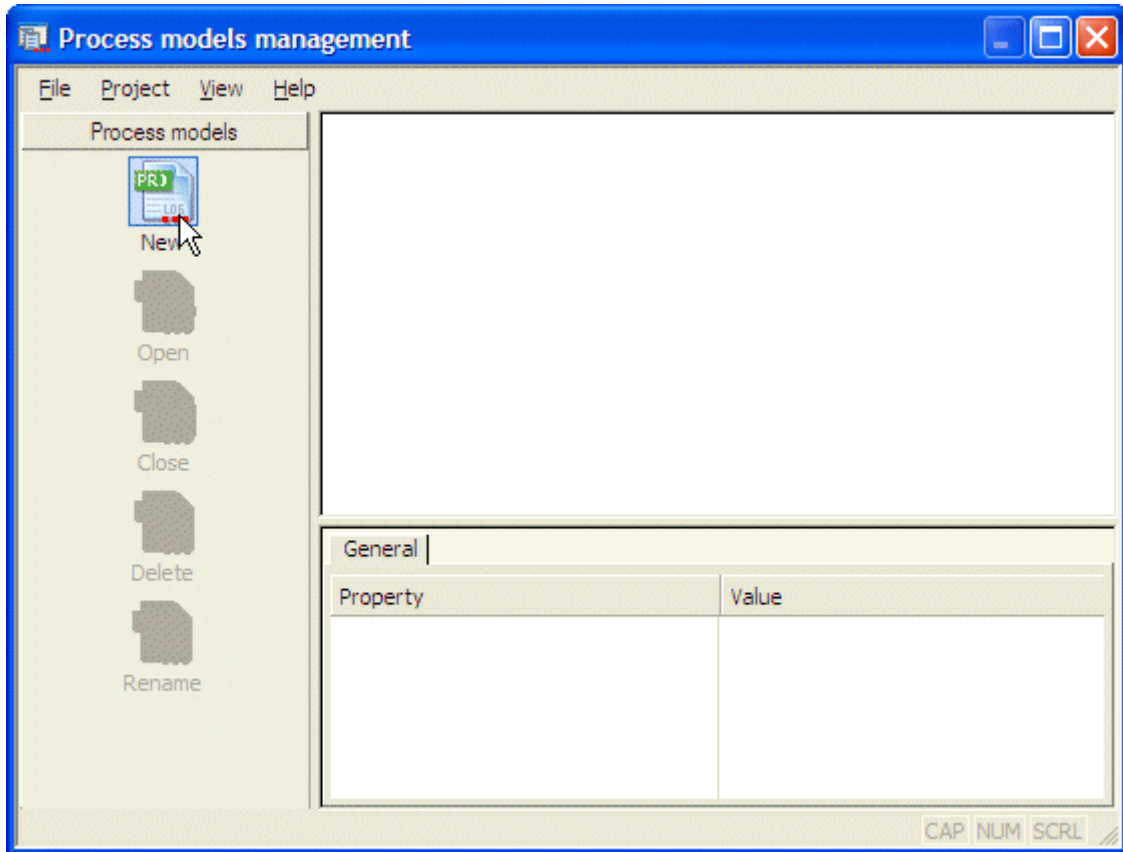 Process models management
File Project View Help
Process models
PRJ
LOG
New
Open
Close
Delete
Rename
General
Property Value
CAP NUM SCRL